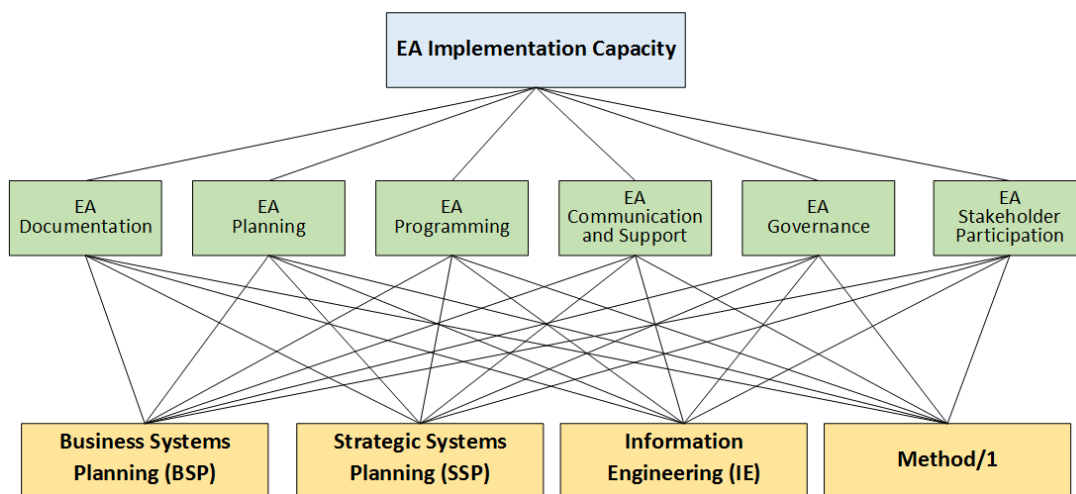 EA Implementation Capacity
EA
Documentation
EA
Planning
EA
Programming
EA
Communication
and Support
EA
Governance
EA
Stakeholder
Participation
Business Systems
Planning (BSP)
Strategic Systems
Planning (SSP)
Information
Engineering (IE)
Method/1